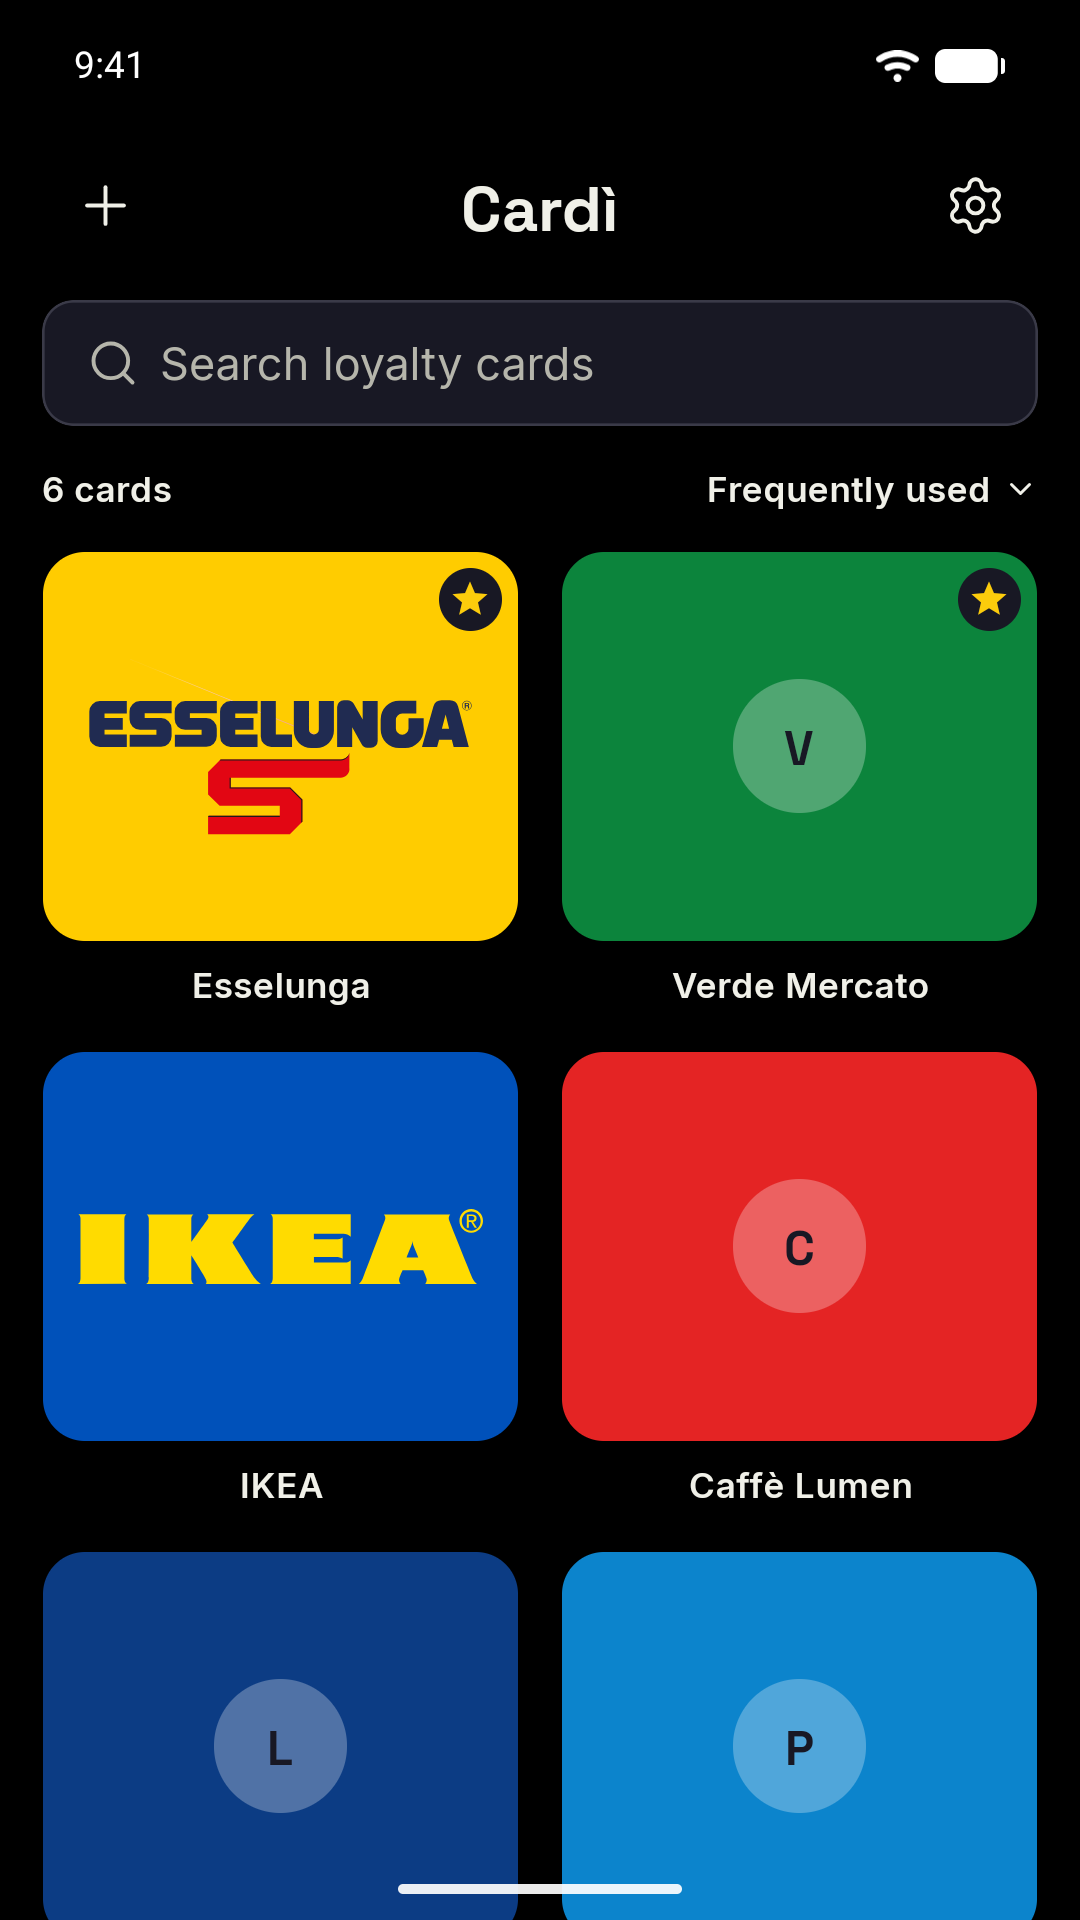 9:41
Cardì
Search loyalty cards
6 cards
Frequently used
ESSELUNGA®
V
Esselunga
Verde Mercato
IKEA®
C
IKEA
Caffè Lumen
L
P